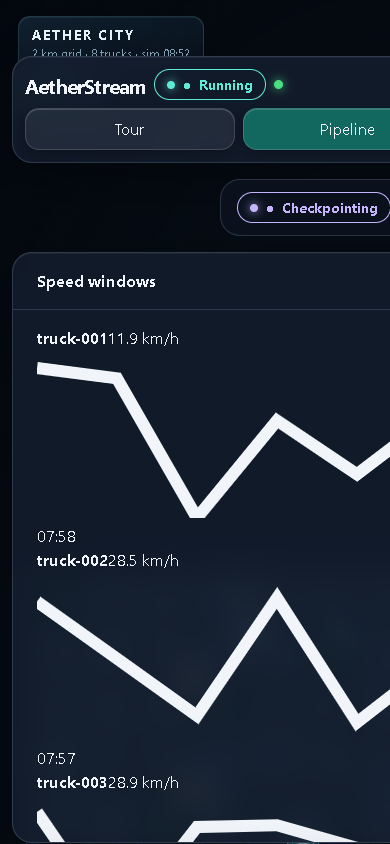 AETHER CITY
2 km grid · 8 trucks · sim 08:52
AetherStream
Running
Tour
Pipeline
Checkpointing
Speed windows
truck-00111.9 km/h
07:58
truck-00228.5 km/h
07:57
truck-00328.9 km/h